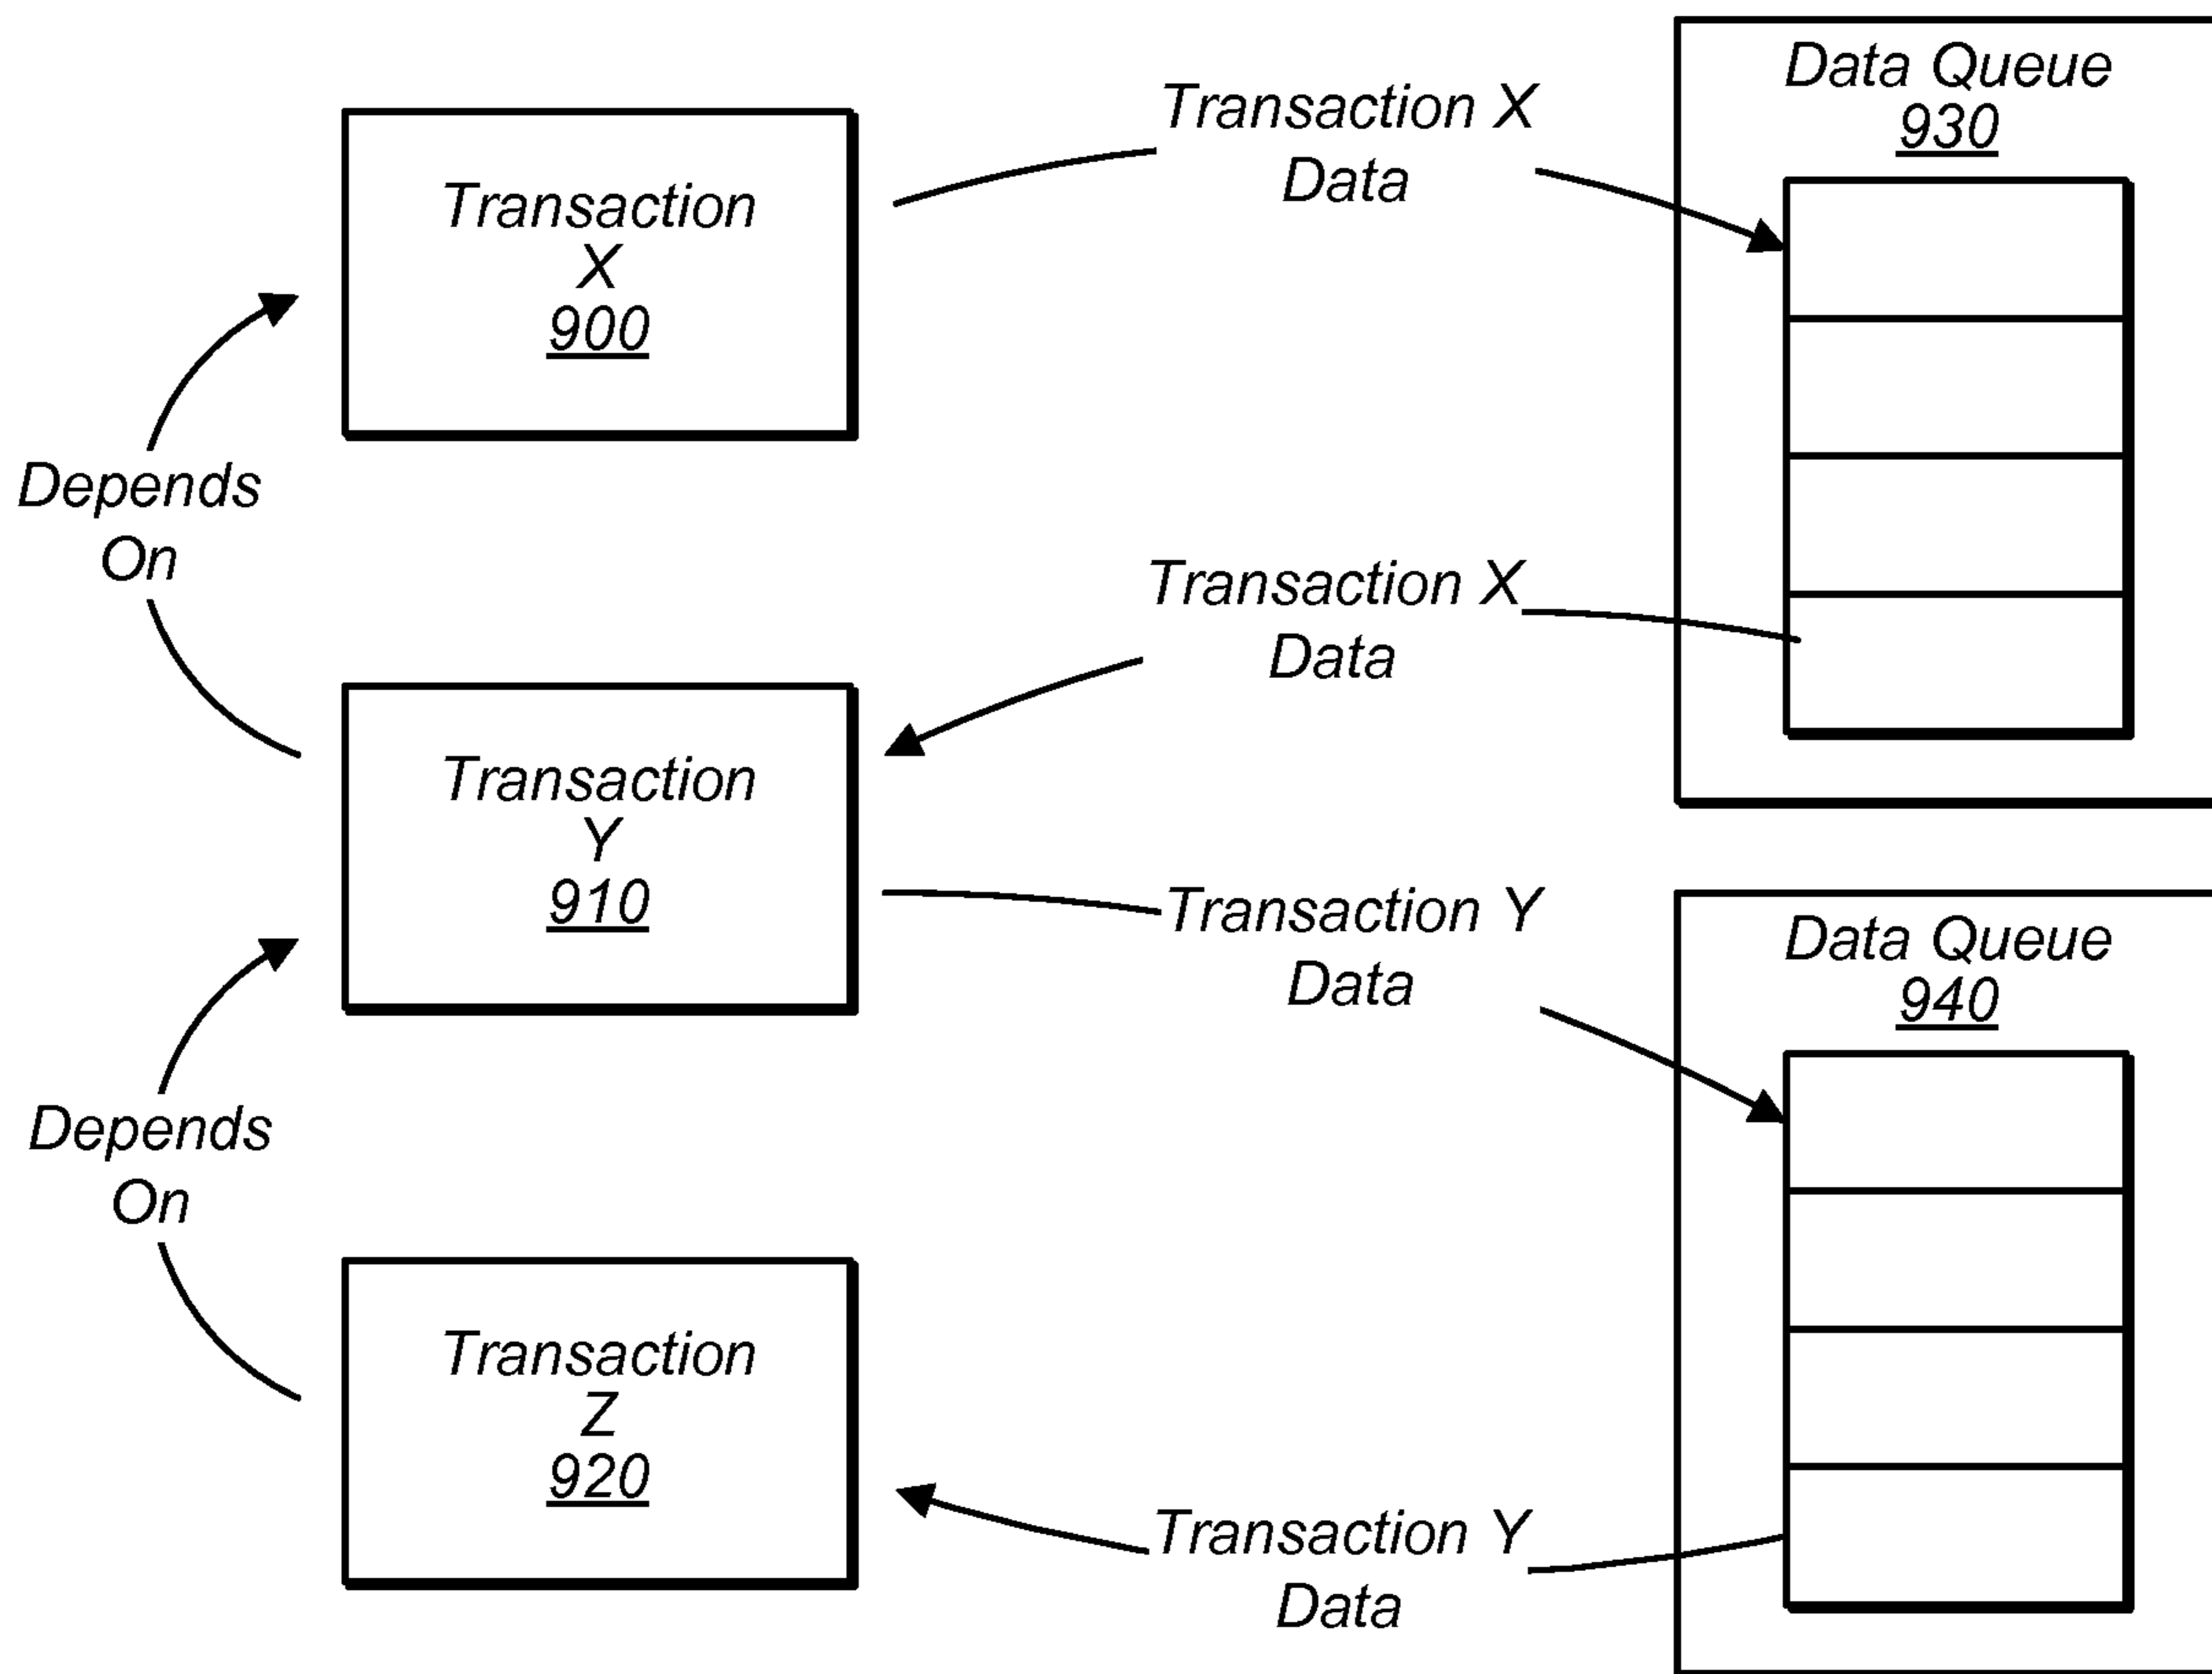 Transaction
X
900
Transaction X
Data
Data Queue
930
Depends
On
Transaction X
Data
Transaction
Y
910
Transaction Y
Data
Data Queue
940
Depends
On
Transaction
Z
920
Transaction Y
Data